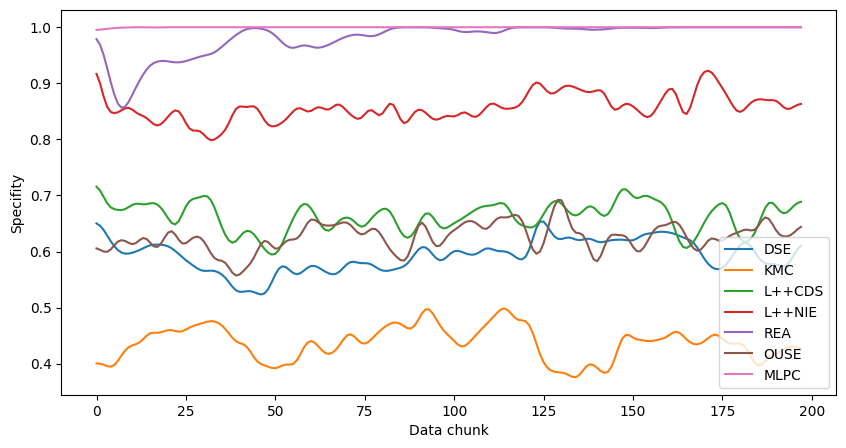 1.0
0.9
0.8
0.7
0.6
0.5
0.4
Specifity
0
25
50
75
100
125
150
175
200
Data chunk
DSE
KMC
L++CDS
L++NIE
REA
OUSE
MLPC